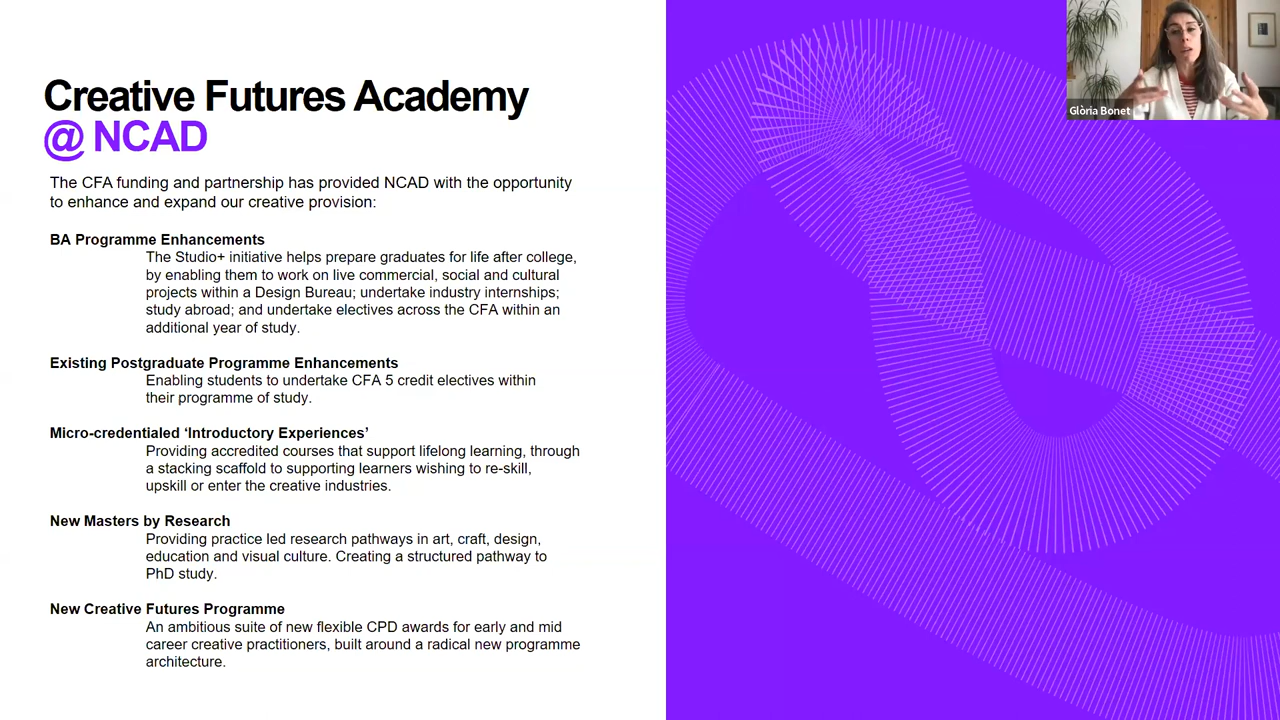 Creative Futures Academy
@ NCAD
The CFA funding and partnership has provided NCAD with the opportunity
to enhance and expand our creative provision:
BA Programme Enhancements
The Studio+ initiative helps prepare graduates for life after college,
by enabling them to work on live commercial, social and cultural
projects within a Design Bureau; undertake industry internships;
study abroad; and undertake electives across the CFA within an
additional year of study.
Existing Postgraduate Programme Enhancements
Enabling students to undertake CFA 5 credit electives within
their programme of study.
Micro-credentialed ‘Introductory Experiences’
Providing accredited courses that support lifelong learning, through
a stacking scaffold to supporting learners wishing to re-skill,
upskill or enter the creative industries.
New Masters by Research
Providing practice led research pathways in art, craft, design,
education and visual culture. Creating a structured pathway to
PhD study.
New Creative Futures Programme
An ambitious suite of new flexible CPD awards for early and mid
career creative practitioners, built around a radical new programme
architecture.
Glòria Bonet